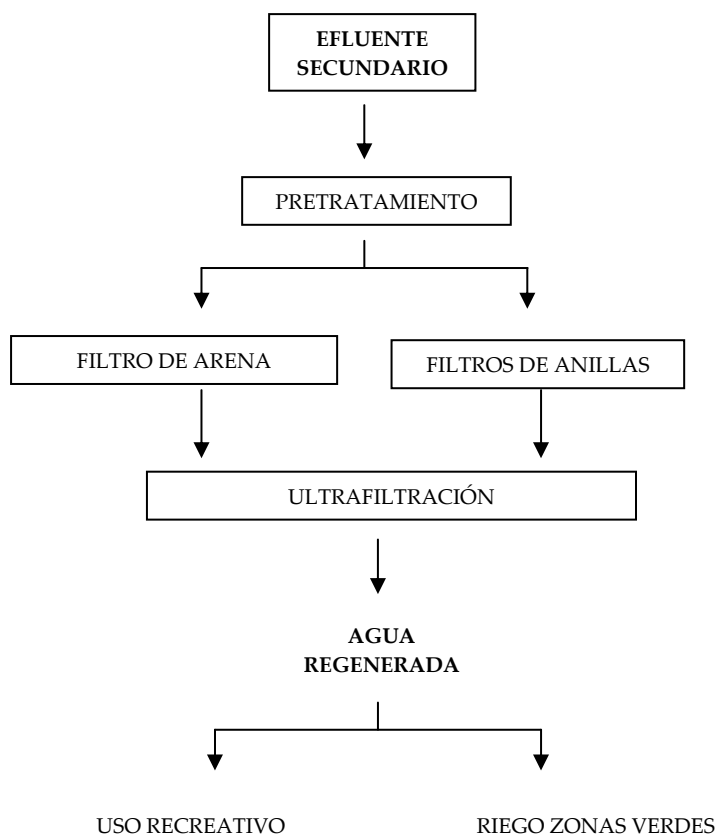 EFLUENTE
SECUNDARIO
PRETRATAMIENTO
FILTRO DE ARENA
FILTROS DE ANILLAS
ULTRAFILTRACIÓN
AGUA
REGENERADA
USO RECREATIVO
RIEGO ZONAS VERDES